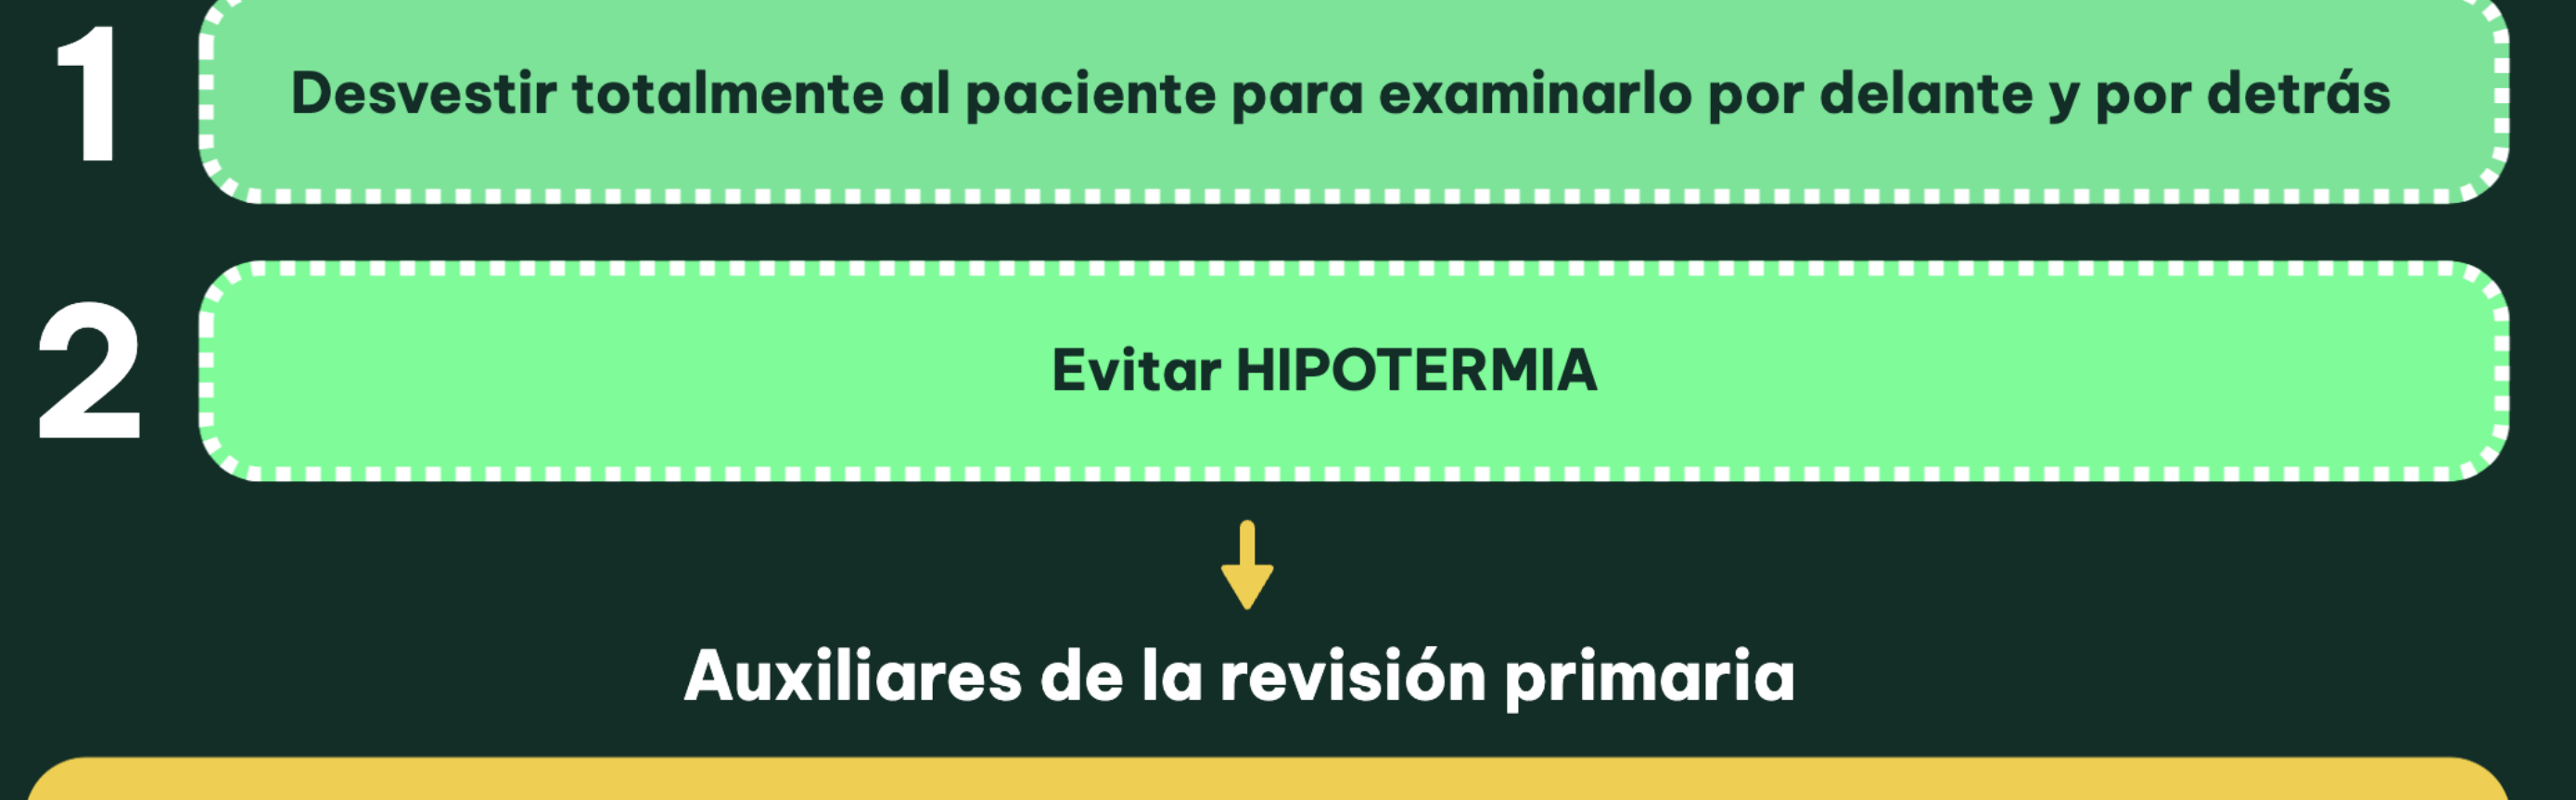 1
Desvestir totalmente al paciente para examinarlo por delante y por detrás
2
Evitar HIPOTERMIA
Auxiliares de la revisión primaria